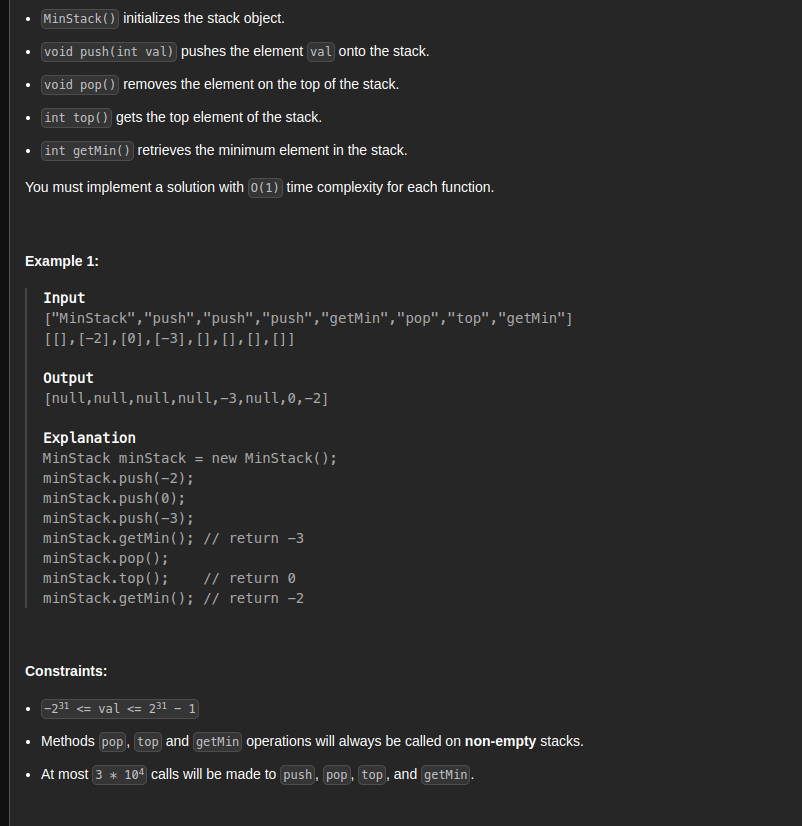 MinStack() initializes the stack object.
void push(int val) pushes the element val onto the stack.
void pop() removes the element on the top of the stack.
int top() gets the top element of the stack.
int getMin() retrieves the minimum element in the stack.
You must implement a solution with O(1) time complexity for each function.
Example 1:
Input
["MinStack","push","push","push","getMin","pop","top","getMin"]
[[],[-2],[0],[-3],[],[],[],[]]
Output
[null,null,null,null,-3,null,0,-2]
Explanation
MinStack minStack = new MinStack();
minStack.push(-2);
minStack.push(0);
minStack.push(-3);
minStack.getMin(); // return -3
minStack.pop();
minStack.top();    // return 0
minStack.getMin(); // return -2
Constraints:
-2³¹ <= val <= 2³¹ - 1
Methods pop, top and getMin operations will always be called on non-empty stacks.
At most 3 * 10⁴ calls will be made to push, pop, top, and getMin.